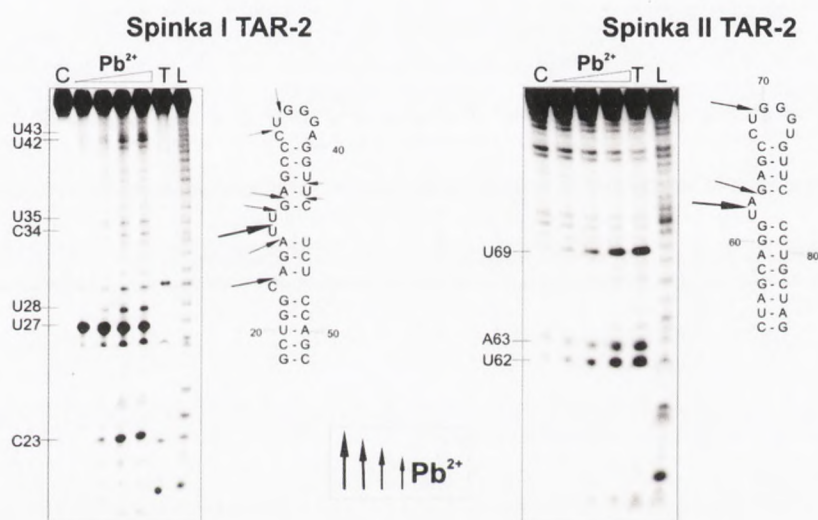 Spinka I TAR-2
C Pb²⁺ T L
U43
U42
U35
C34
U28
U27
C23
G G
U G
C A
40
C - G
C - G
G - U
A - U
G - C
U
U
A - U
G - C
A - U
C
G - C
G - C
20 U - A 50
C - G
G - C
Pb²⁺
Spinka II TAR-2
C Pb²⁺ T L
U69
A63
U62
70
G G
U G
C U
C - G
G - U
A - U
G - C
A
U
G - C
60 G - C
A - U 80
C - G
G - C
A - U
U - A
C - G